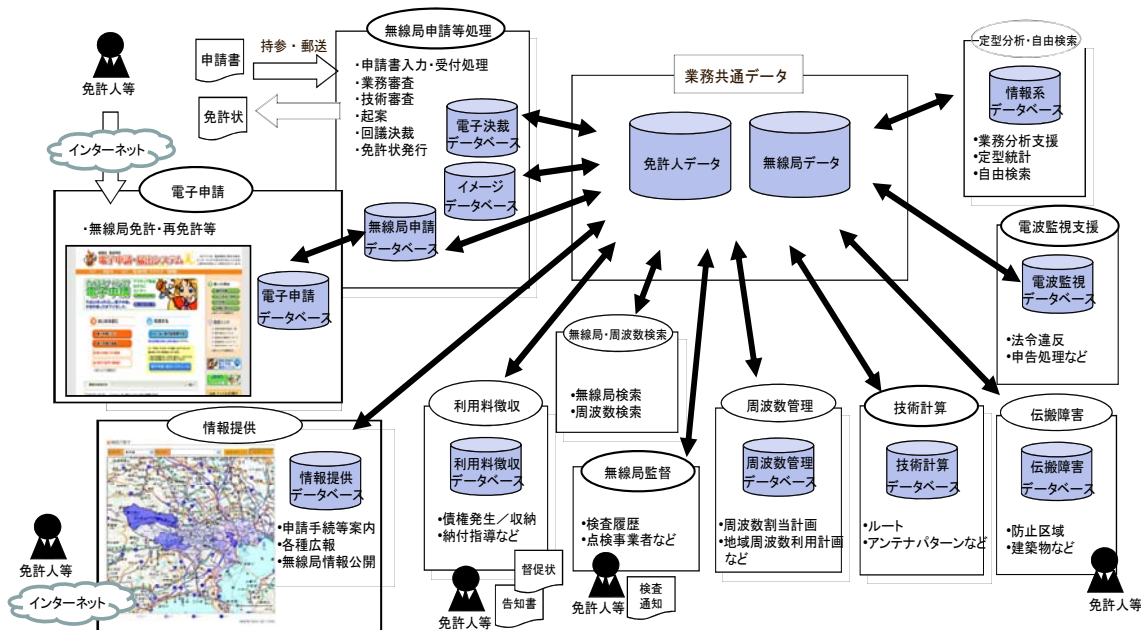 免許人等
申請書
持参・郵送
免許状
インターネット
無線局申請等処理
・申請書入力・受付処理
・業務審査
・技術審査
・起案
・回議決裁
・免許状発行
電子決裁
データベース
イメージ
データベース
無線局申請
データベース
電子申請
・無線局免許・再免許等
電子申請・届出システム
電子申請
電子申請
データベース
業務共通データ
免許人データ
無線局データ
定型分析・自由検索
情報系
データベース
・業務分析支援
・定型統計
・自由検索
電波監視支援
電波監視
データベース
・法令違反
・申告処理など
情報提供
情報提供
データベース
・申請手続等案内
・各種広報
・無線局情報公開
免許人等
インターネット
利用料徴収
利用料徴収
データベース
・債権発生／収納
・納付指導など
督促状
告知書
免許人等
無線局・周波数検索
・無線局検索
・周波数検索
無線局監督
・検査履歴
・点検事業者など
免許人等
検査
通知
周波数管理
周波数管理
データベース
・周波数割当計画
・地域周波数利用計画
など
技術計算
技術計算
データベース
・ルート
・アンテナパターンなど
伝搬障害
伝搬障害
データベース
・防止区域
・建築物など
免許人等